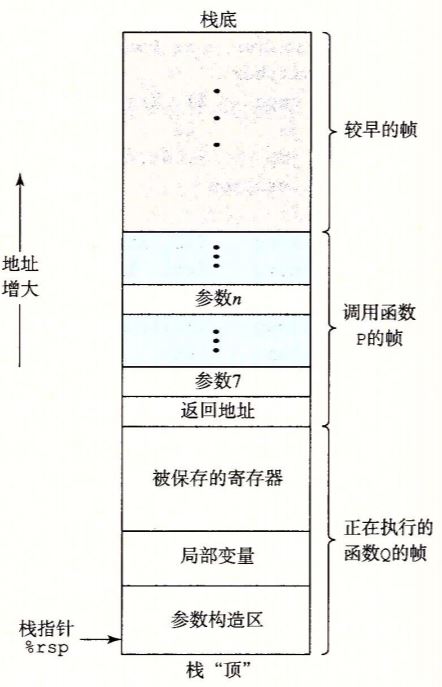 栈底
较早的帧
地址
增大
参数n
调用函数
P的帧
参数7
返回地址
被保存的寄存器
正在执行的
函数Q的帧
局部变量
参数构造区
栈指针
%rsp
栈“顶”